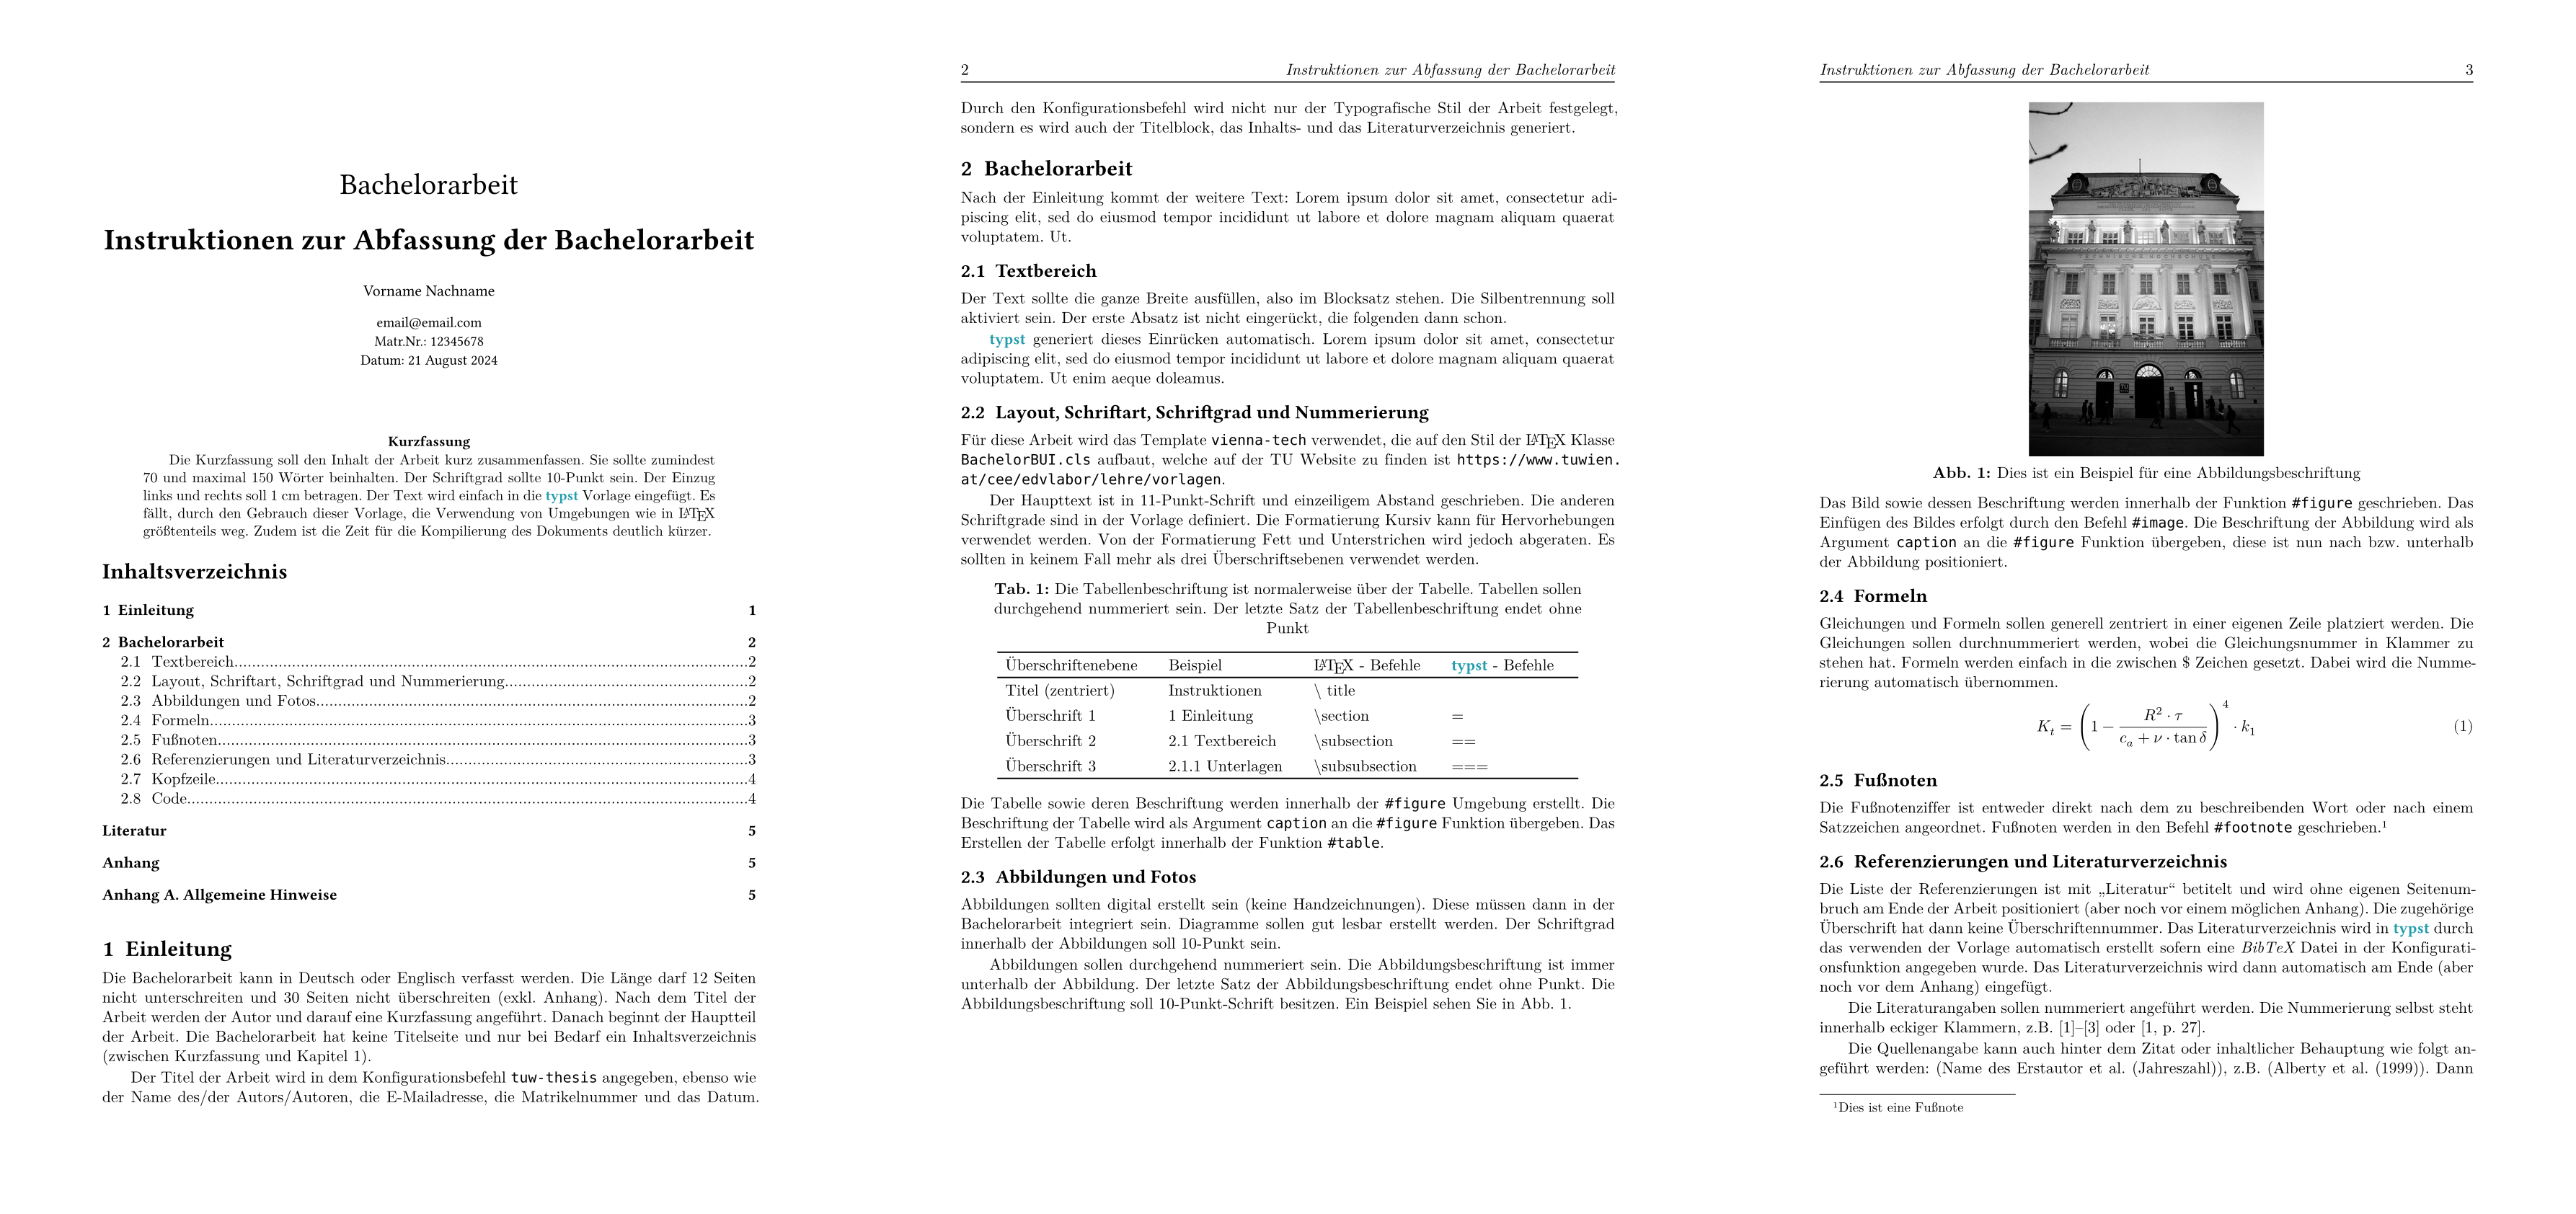 Bachelorarbeit
Instruktionen zur Abfassung der Bachelorarbeit
Vorname Nachname
email@email.com
Matr.Nr.: 12345678
Datum: 21 August 2024
Kurzfassung
Die Kurzfassung soll den Inhalt der Arbeit kurz zusammenfassen. Sie sollte zumindest
70 und maximal 150 Wörter beinhalten. Der Schriftgrad sollte 10-Punkt sein. Der Einzug
links und rechts soll 1 cm betragen. Der Text wird einfach in die typst Vorlage eingefügt. Es
fällt, durch den Gebrauch dieser Vorlage, die Verwendung von Umgebungen wie in LATEX
größtenteils weg. Zudem ist die Zeit für die Kompilierung des Dokuments deutlich kürzer.
Inhaltsverzeichnis
1 Einleitung 1
2 Bachelorarbeit 2
2.1 Textbereich 2
2.2 Layout, Schriftart, Schriftgrad und Nummerierung 2
2.3 Abbildungen und Fotos 2
2.4 Formeln 3
2.5 Fußnoten 3
2.6 Referenzierungen und Literaturverzeichnis 3
2.7 Kopfzeile 4
2.8 Code 4
Literatur 5
Anhang 5
Anhang A. Allgemeine Hinweise 5
1 Einleitung
Die Bachelorarbeit kann in Deutsch oder Englisch verfasst werden. Die Länge darf 12 Seiten
nicht unterschreiten und 30 Seiten nicht überschreiten (exkl. Anhang). Nach dem Titel der
Arbeit werden der Autor und darauf eine Kurzfassung angeführt. Danach beginnt der Hauptteil
der Arbeit. Die Bachelorarbeit hat keine Titelseite und nur bei Bedarf ein Inhaltsverzeichnis
(zwischen Kurzfassung und Kapitel 1).
Der Titel der Arbeit wird in dem Konfigurationsbefehl tuw-thesis angegeben, ebenso wie
der Name des/der Autors/Autoren, die E-Mailadresse, die Matrikelnummer und das Datum.
2 Instruktionen zur Abfassung der Bachelorarbeit
Durch den Konfigurationsbefehl wird nicht nur der Typografische Stil der Arbeit festgelegt,
sondern es wird auch der Titelblock, das Inhalts- und das Literaturverzeichnis generiert.
2 Bachelorarbeit
Nach der Einleitung kommt der weitere Text: Lorem ipsum dolor sit amet, consectetur adi-
piscing elit, sed do eiusmod tempor incididunt ut labore et dolore magnam aliquam quaerat
voluptatem. Ut.
2.1 Textbereich
Der Text sollte die ganze Breite ausfüllen, also im Blocksatz stehen. Die Silbentrennung soll
aktiviert sein. Der erste Absatz ist nicht eingerückt, die folgenden dann schon.
typst generiert dieses Einrücken automatisch. Lorem ipsum dolor sit amet, consectetur
adipiscing elit, sed do eiusmod tempor incididunt ut labore et dolore magnam aliquam quaerat
voluptatem. Ut enim aeque doleamus.
2.2 Layout, Schriftart, Schriftgrad und Nummerierung
Für diese Arbeit wird das Template vienna-tech verwendet, die auf den Stil der LATEX Klasse
BachelorBUI.cls aufbaut, welche auf der TU Website zu finden ist https://www.tuwien.
at/cee/edvlabor/lehre/vorlagen.
Der Haupttext ist in 11-Punkt-Schrift und einzeiligem Abstand geschrieben. Die anderen
Schriftgrade sind in der Vorlage definiert. Die Formatierung Kursiv kann für Hervorhebungen
verwendet werden. Von der Formatierung Fett und Unterstrichen wird jedoch abgeraten. Es
sollten in keinem Fall mehr als drei Überschriftsebenen verwendet werden.
Tab. 1: Die Tabellenbeschriftung ist normalerweise über der Tabelle. Tabellen sollen
durchgehend nummeriert sein. Der letzte Satz der Tabellenbeschriftung endet ohne
Punkt
Überschriftenebene Beispiel LATEX - Befehle typst - Befehle
Titel (zentriert) Instruktionen \ title
Überschrift 1 1 Einleitung \section =
Überschrift 2 2.1 Textbereich \subsection ==
Überschrift 3 2.1.1 Unterlagen \subsubsection ===
Die Tabelle sowie deren Beschriftung werden innerhalb der #figure Umgebung erstellt. Die
Beschriftung der Tabelle wird als Argument caption an die #figure Funktion übergeben. Das
Erstellen der Tabelle erfolgt innerhalb der Funktion #table.
2.3 Abbildungen und Fotos
Abbildungen sollten digital erstellt sein (keine Handzeichnungen). Diese müssen dann in der
Bachelorarbeit integriert sein. Diagramme sollen gut lesbar erstellt werden. Der Schriftgrad
innerhalb der Abbildungen soll 10-Punkt sein.
Abbildungen sollen durchgehend nummeriert sein. Die Abbildungsbeschriftung ist immer
unterhalb der Abbildung. Der letzte Satz der Abbildungsbeschriftung endet ohne Punkt. Die
Abbildungsbeschriftung soll 10-Punkt-Schrift besitzen. Ein Beispiel sehen Sie in Abb. 1.
Instruktionen zur Abfassung der Bachelorarbeit 3
Abb. 1: Dies ist ein Beispiel für eine Abbildungsbeschriftung
Das Bild sowie dessen Beschriftung werden innerhalb der Funktion #figure geschrieben. Das
Einfügen des Bildes erfolgt durch den Befehl #image. Die Beschriftung der Abbildung wird als
Argument caption an die #figure Funktion übergeben, diese ist nun nach bzw. unterhalb
der Abbildung positioniert.
2.4 Formeln
Gleichungen und Formeln sollen generell zentriert in einer eigenen Zeile platziert werden. Die
Gleichungen sollen durchnummeriert werden, wobei die Gleichungsnummer in Klammer zu
stehen hat. Formeln werden einfach in die zwischen $ Zeichen gesetzt. Dabei wird die Numme-
rierung automatisch übernommen.
K_t = (1 − (R² · τ)/(c_a + ν · tan δ))⁴ · k₁ (1)
2.5 Fußnoten
Die Fußnotenziffer ist entweder direkt nach dem zu beschreibenden Wort oder nach einem
Satzzeichen angeordnet. Fußnoten werden in den Befehl #footnote geschrieben.¹
2.6 Referenzierungen und Literaturverzeichnis
Die Liste der Referenzierungen ist mit „Literatur“ betitelt und wird ohne eigenen Seitenum-
bruch am Ende der Arbeit positioniert (aber noch vor einem möglichen Anhang). Die zugehörige
Überschrift hat dann keine Überschriftennummer. Das Literaturverzeichnis wird in typst durch
das verwenden der Vorlage automatisch erstellt sofern eine BibTeX Datei in der Konfigurati-
onsfunktion angegeben wurde. Das Literaturverzeichnis wird dann automatisch am Ende (aber
noch vor dem Anhang) eingefügt.
Die Literaturangaben sollen nummeriert angeführt werden. Die Nummerierung selbst steht
innerhalb eckiger Klammern, z.B. [1]–[3] oder [1, p. 27].
Die Quellenangabe kann auch hinter dem Zitat oder inhaltlicher Behauptung wie folgt an-
geführt werden: (Name des Erstautor et al. (Jahreszahl)), z.B. (Alberty et al. (1999)). Dann
¹Dies ist eine Fußnote